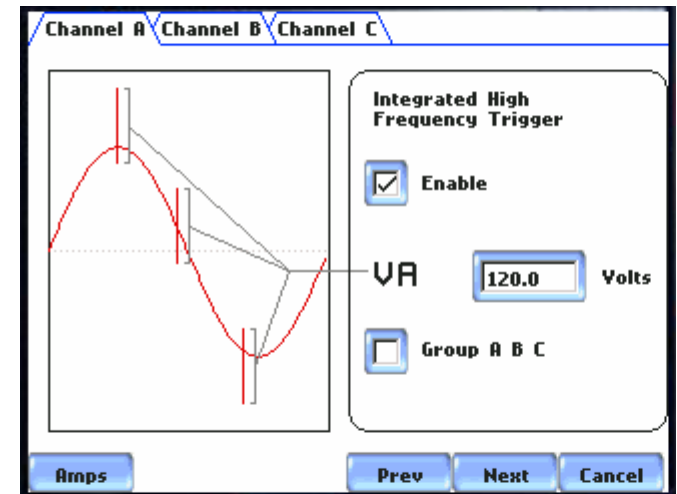 Channel A Channel B Channel C
Integrated High
Frequency Trigger
Enable
VA 120.0 Volts
Group A B C
Amps Prev Next Cancel